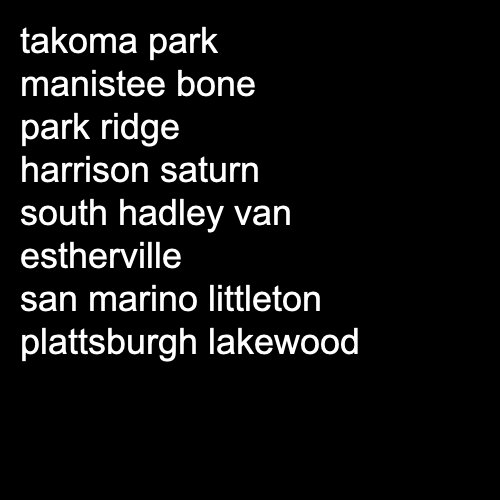 takoma park
manistee bone
park ridge
harrison saturn
south hadley van
estherville
san marino littleton
plattsburgh lakewood